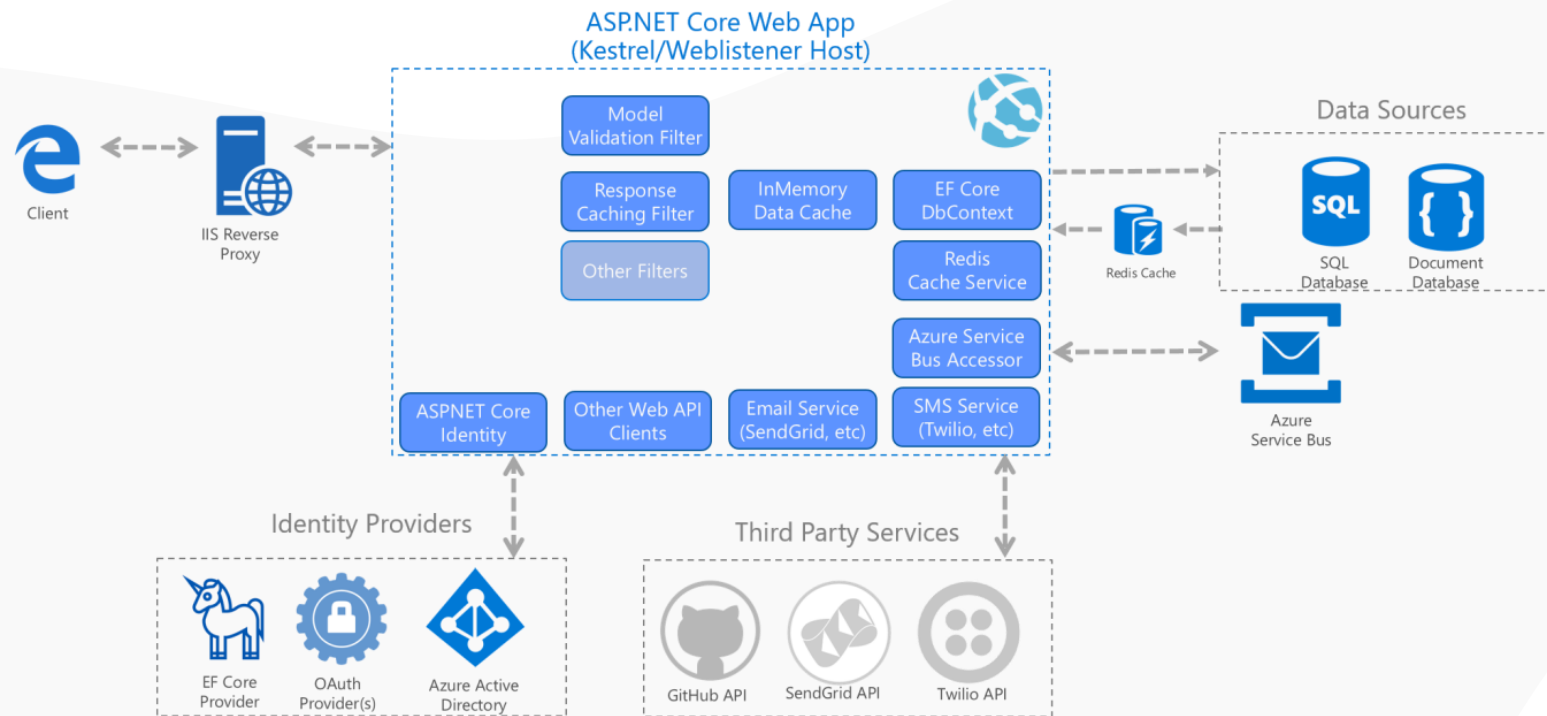 ASP.NET Core Web App
(Kestrel/Weblistener Host)
Client
IIS Reverse
Proxy
Model
Validation Filter
Response
Caching Filter
Other Filters
InMemory
Data Cache
EF Core
DbContext
Redis
Cache Service
Azure Service
Bus Accessor
ASPNET Core
Identity
Other Web API
Clients
Email Service
(SendGrid, etc)
SMS Service
(Twilio, etc)
Redis Cache
Data Sources
SQL
SQL
Database
{ }
Document
Database
Azure
Service Bus
Identity Providers
EF Core
Provider
OAuth
Provider(s)
Azure Active
Directory
Third Party Services
GitHub API
SendGrid API
Twilio API